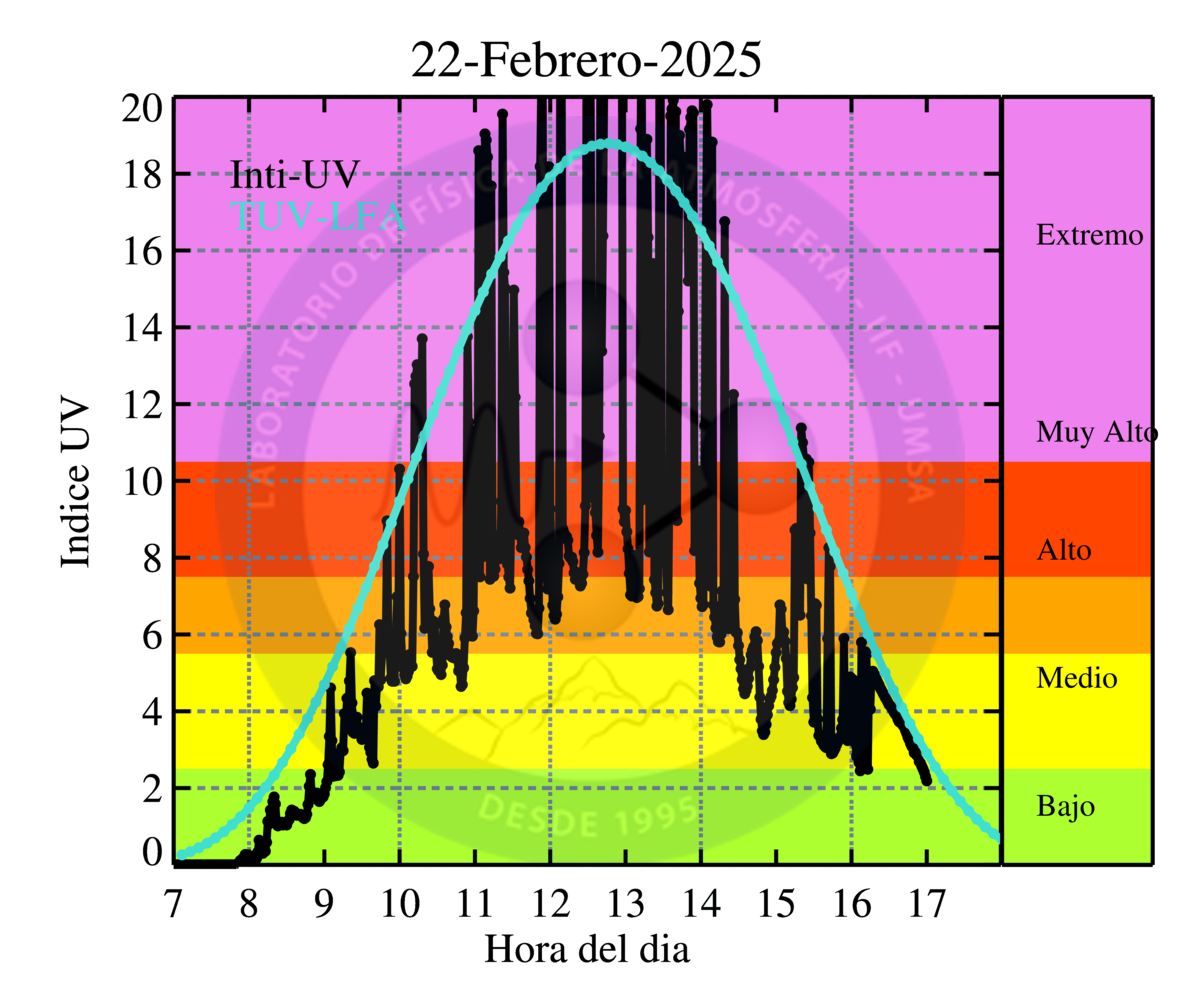 22-Febrero-2025
20
18
16
14
12
10
8
6
4
2
0
Indice UV
Inti-UV
TUV-LFA
LABORATORIO DE FÍSICA DE LA ATMÓSFERA - IIF - UMSA
DESDE 1995
Extremo
Muy Alto
Alto
Medio
Bajo
7 8 9 10 11 12 13 14 15 16 17
Hora del dia